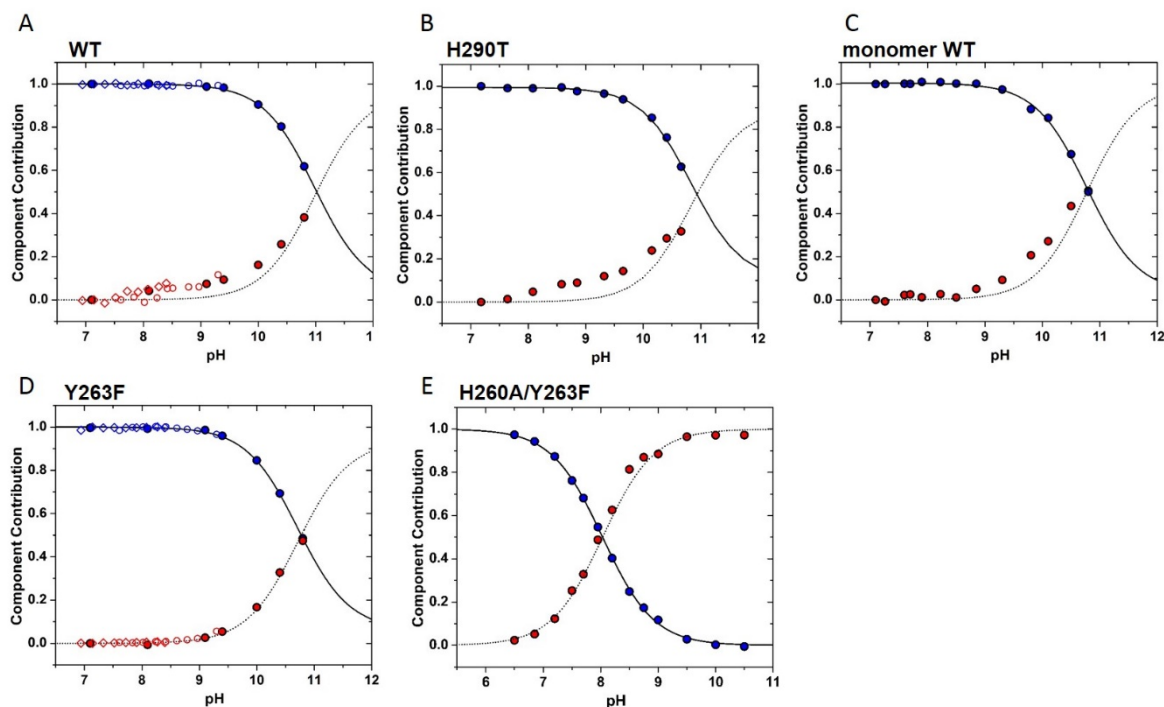 A
WT
Component Contribution
1.0
0.8
0.6
0.4
0.2
0.0
7 8 9 10 11 1
pH
B
H290T
Component Contribution
1.0
0.8
0.6
0.4
0.2
0.0
7 8 9 10 11 12
pH
C
monomer WT
Component Contribution
1.0
0.8
0.6
0.4
0.2
0.0
7 8 9 10 11 12
pH
D
Y263F
Component Contribution
1.0
0.8
0.6
0.4
0.2
0.0
7 8 9 10 11 12
pH
E
H260A/Y263F
Component Contribution
1.0
0.8
0.6
0.4
0.2
0.0
6 7 8 9 10 11
pH